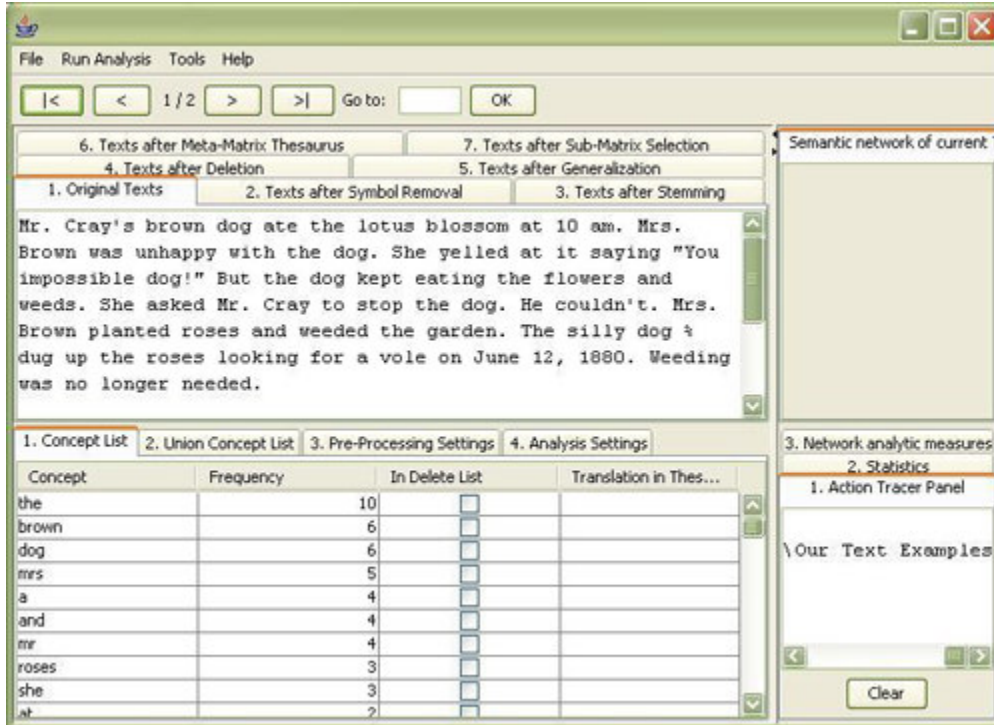 File Run Analysis Tools Help
|< < 1 / 2 > >| Go to: OK
6. Texts after Meta-Matrix Thesaurus 7. Texts after Sub-Matrix Selection
4. Texts after Deletion 5. Texts after Generalization
1. Original Texts 2. Texts after Symbol Removal 3. Texts after Stemming
Mr. Cray's brown dog ate the lotus blossom at 10 am. Mrs.
Brown was unhappy with the dog. She yelled at it saying "You
impossible dog!" But the dog kept eating the flowers and
weeds. She asked Mr. Cray to stop the dog. He couldn't. Mrs.
Brown planted roses and weeded the garden. The silly dog %
dug up the roses looking for a vole on June 12, 1880. Weeding
was no longer needed.
Semantic network of current
1. Concept List 2. Union Concept List 3. Pre-Processing Settings 4. Analysis Settings
Concept Frequency In Delete List Translation in Thes...
the 10
brown 6
dog 6
mrs 5
a 4
and 4
mr 4
roses 3
she 3
at 2
3. Network analytic measures
2. Statistics
1. Action Tracer Panel
\Our Text Examples
Clear